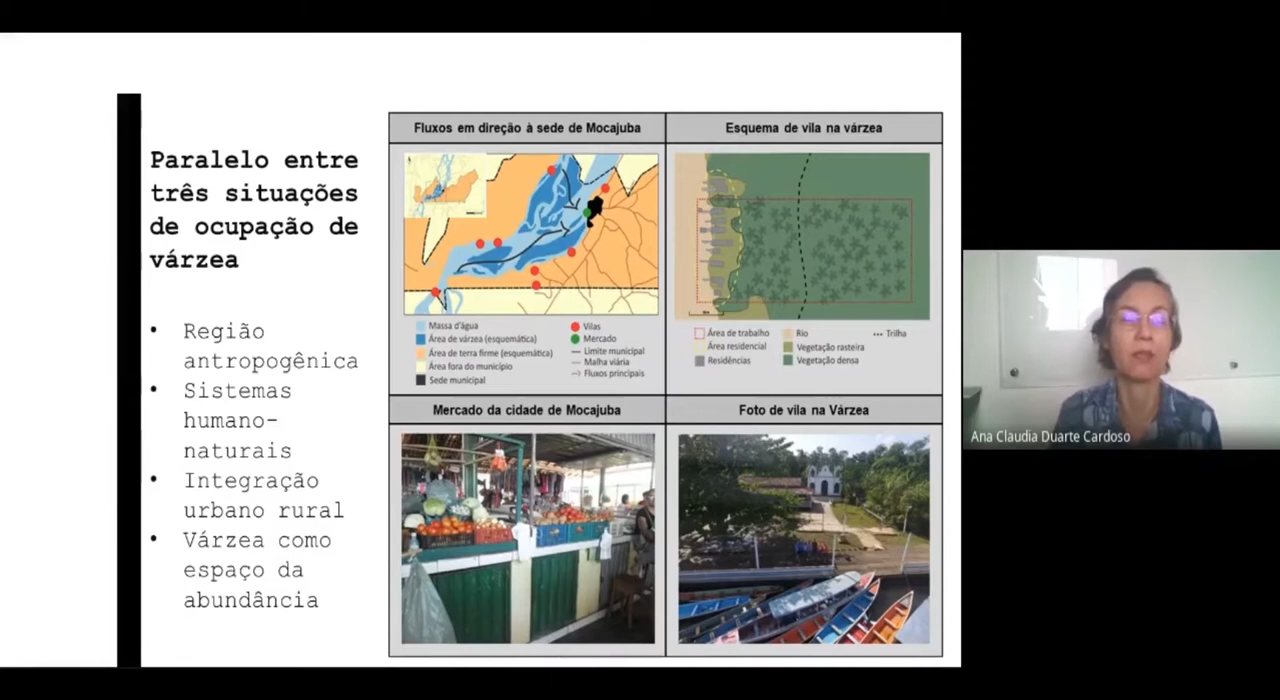 Paralelo entre
três situações
de ocupação de
várzea
• Região
antropogênica
• Sistemas
humano-
naturais
• Integração
urbano rural
• Várzea como
espaço da
abundância
Fluxos em direção à sede de Mocajuba
Massa d'água
Área de várzea (esquemática)
Área de terra firme (esquemática)
Área fora do município
Sede municipal
Vilas
Mercado
Limite municipal
Malha viária
Fluxos principais
Esquema de vila na várzea
Área de trabalho
Área residencial
Residências
Rio
Vegetação rasteira
Vegetação densa
Trilha
Mercado da cidade de Mocajuba
Foto de vila na Várzea
Ana Claudia Duarte Cardoso